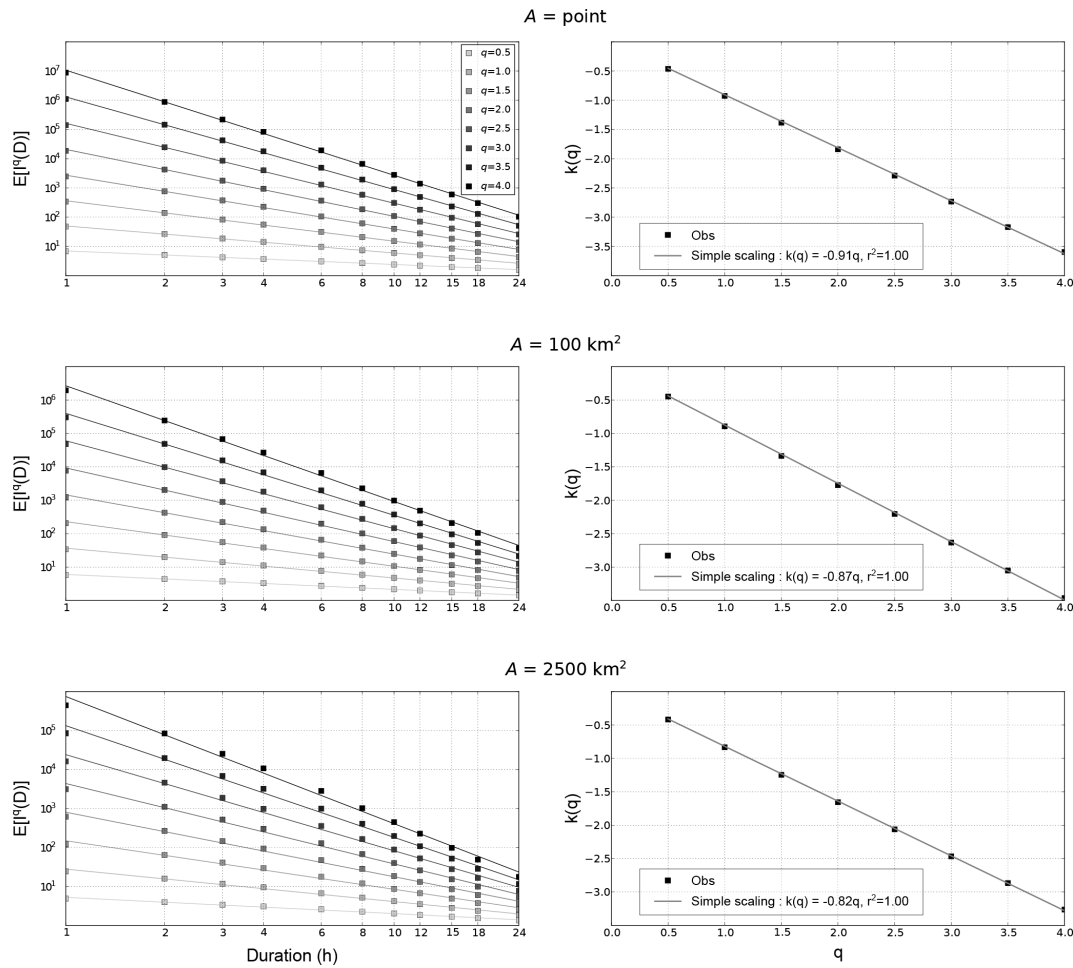 A = point
E[I^q(D)]
10^7
10^6
10^5
10^4
10^3
10^2
10^1
1 2 3 4 6 8 10 12 15 18 24
q=0.5
q=1.0
q=1.5
q=2.0
q=2.5
q=3.0
q=3.5
q=4.0
k(q)
−0.5
−1.0
−1.5
−2.0
−2.5
−3.0
−3.5
0.0 0.5 1.0 1.5 2.0 2.5 3.0 3.5 4.0
Obs
Simple scaling : k(q) = -0.91q, r²=1.00
A = 100 km²
E[I^q(D)]
10^6
10^5
10^4
10^3
10^2
10^1
1 2 3 4 6 8 10 12 15 18 24
k(q)
−0.5
−1.0
−1.5
−2.0
−2.5
−3.0
0.0 0.5 1.0 1.5 2.0 2.5 3.0 3.5 4.0
Obs
Simple scaling : k(q) = -0.87q, r²=1.00
A = 2500 km²
E[I^q(D)]
10^5
10^4
10^3
10^2
10^1
1 2 3 4 6 8 10 12 15 18 24
Duration (h)
k(q)
−0.5
−1.0
−1.5
−2.0
−2.5
−3.0
0.0 0.5 1.0 1.5 2.0 2.5 3.0 3.5 4.0
Obs
Simple scaling : k(q) = -0.82q, r²=1.00
q